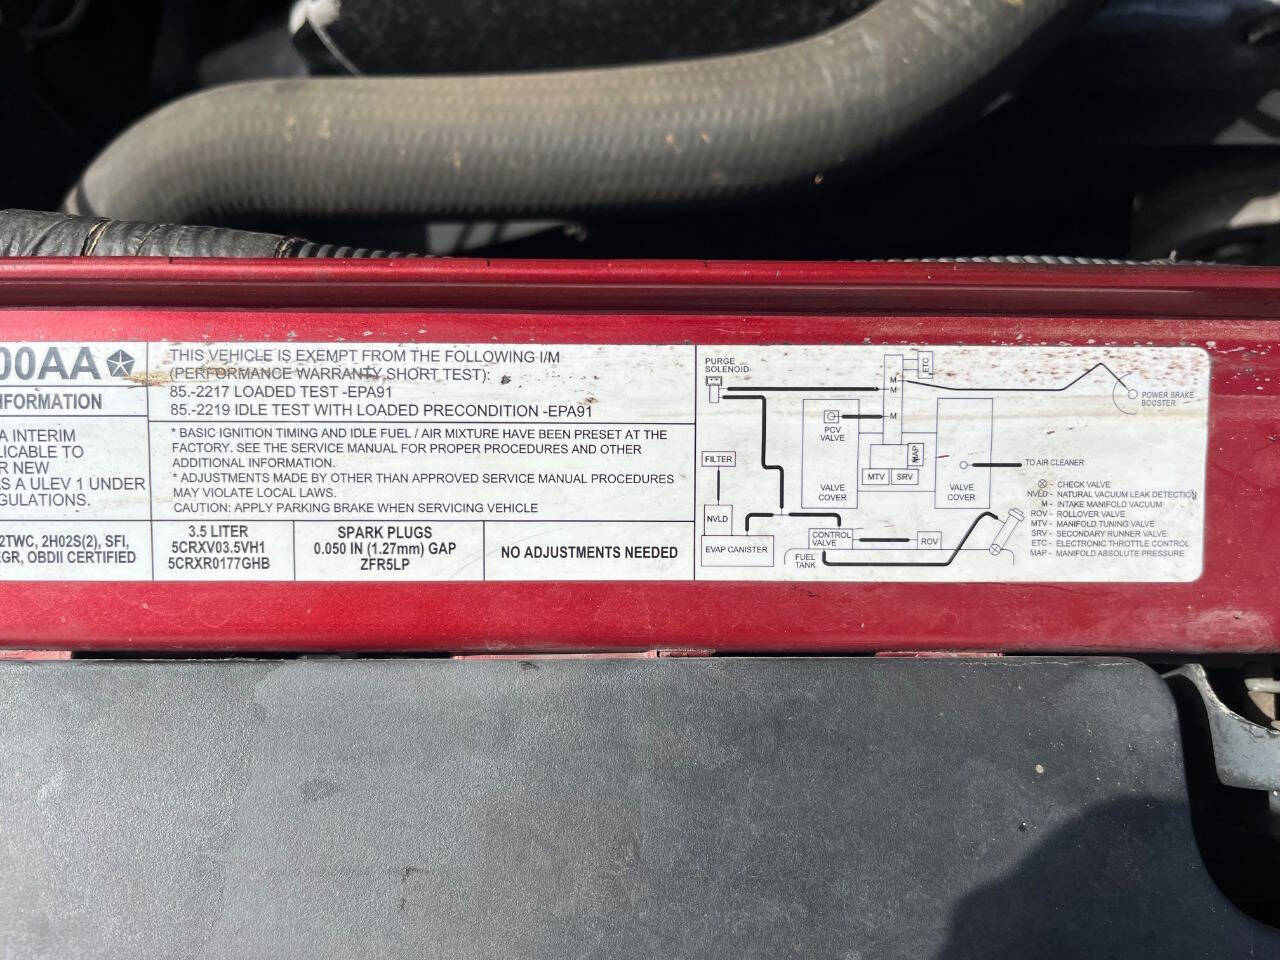 00AA
INFORMATION
A INTERIM
LICABLE TO
R NEW
AS A ULEV 1 UNDER
GULATIONS.
2TWC, 2H02S(2), SFI,
EGR, OBDII CERTIFIED
THIS VEHICLE IS EXEMPT FROM THE FOLLOWING I/M
(PERFORMANCE WARRANTY SHORT TEST):
85.-2217 LOADED TEST -EPA91
85.-2219 IDLE TEST WITH LOADED PRECONDITION -EPA91
* BASIC IGNITION TIMING AND IDLE FUEL / AIR MIXTURE HAVE BEEN PRESET AT THE
FACTORY. SEE THE SERVICE MANUAL FOR PROPER PROCEDURES AND OTHER
ADDITIONAL INFORMATION.
* ADJUSTMENTS MADE BY OTHER THAN APPROVED SERVICE MANUAL PROCEDURES
MAY VIOLATE LOCAL LAWS.
CAUTION: APPLY PARKING BRAKE WHEN SERVICING VEHICLE
3.5 LITER
5CRXV03.5VH1
5CRXR0177GHB
SPARK PLUGS
0.050 IN (1.27mm) GAP
ZFR5LP
NO ADJUSTMENTS NEEDED
PURGE
SOLENOID
ETC
M
M
M
POWER BRAKE
BOOSTER
PCV
VALVE
FILTER
MAP
MTV
SRV
TO AIR CLEANER
VALVE
COVER
VALVE
COVER
NVLD
EVAP CANISTER
CONTROL
VALVE
ROV
FUEL
TANK
- CHECK VALVE
NVLD - NATURAL VACUUM LEAK DETECTION
M - INTAKE MANIFOLD VACUUM
ROV - ROLLOVER VALVE
MTV - MANIFOLD TUNING VALVE
SRV - SECONDARY RUNNER VALVE
ETC - ELECTRONIC THROTTLE CONTROL
MAP - MANIFOLD ABSOLUTE PRESSURE